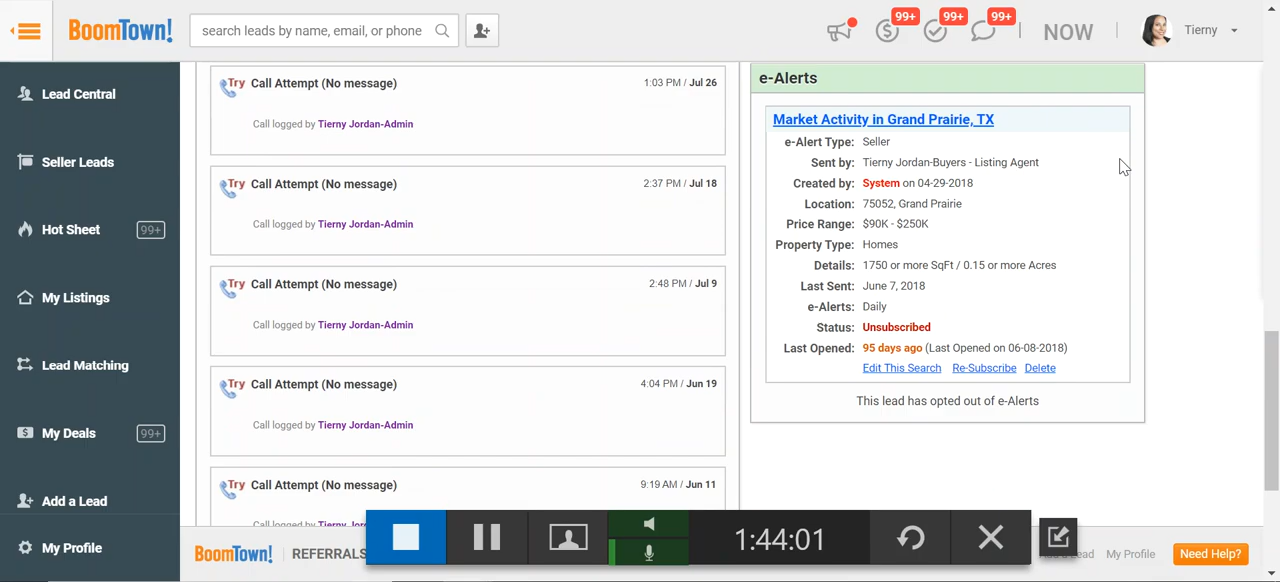 BoomTown!
search leads by name, email, or phone
99+
99+
99+
NOW
Tierny
Lead Central
Seller Leads
Hot Sheet 99+
My Listings
Lead Matching
My Deals 99+
Add a Lead
My Profile
Try Call Attempt (No message) 1:03 PM / Jul 26
Call logged by Tierny Jordan-Admin
Try Call Attempt (No message) 2:37 PM / Jul 18
Call logged by Tierny Jordan-Admin
Try Call Attempt (No message) 2:48 PM / Jul 9
Call logged by Tierny Jordan-Admin
Try Call Attempt (No message) 4:04 PM / Jun 19
Call logged by Tierny Jordan-Admin
Try Call Attempt (No message) 9:19 AM / Jun 11
Call logged by
e-Alerts
Market Activity in Grand Prairie, TX
e-Alert Type: Seller
Sent by: Tierny Jordan-Buyers - Listing Agent
Created by: System on 04-29-2018
Location: 75052, Grand Prairie
Price Range: $90K - $250K
Property Type: Homes
Details: 1750 or more SqFt / 0.15 or more Acres
Last Sent: June 7, 2018
e-Alerts: Daily
Status: Unsubscribed
Last Opened: 95 days ago (Last Opened on 06-08-2018)
Edit This Search Re-Subscribe Delete
This lead has opted out of e-Alerts
BoomTown! REFERRALS
1:44:01
Lead My Profile Need Help?